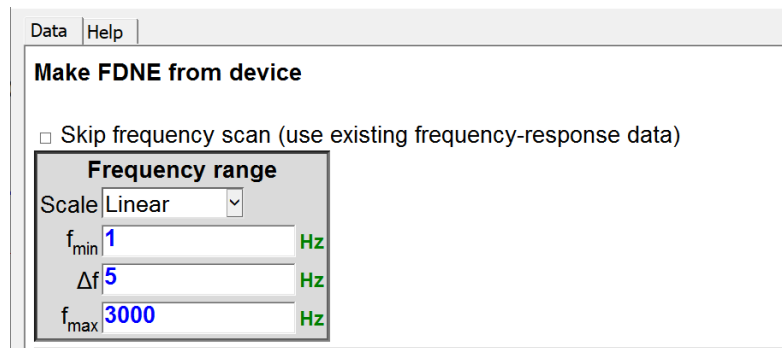 Data Help
Make FDNE from device
Skip frequency scan (use existing frequency-response data)
Frequency range
Scale Linear
fmin 1 Hz
Δf 5 Hz
fmax 3000 Hz